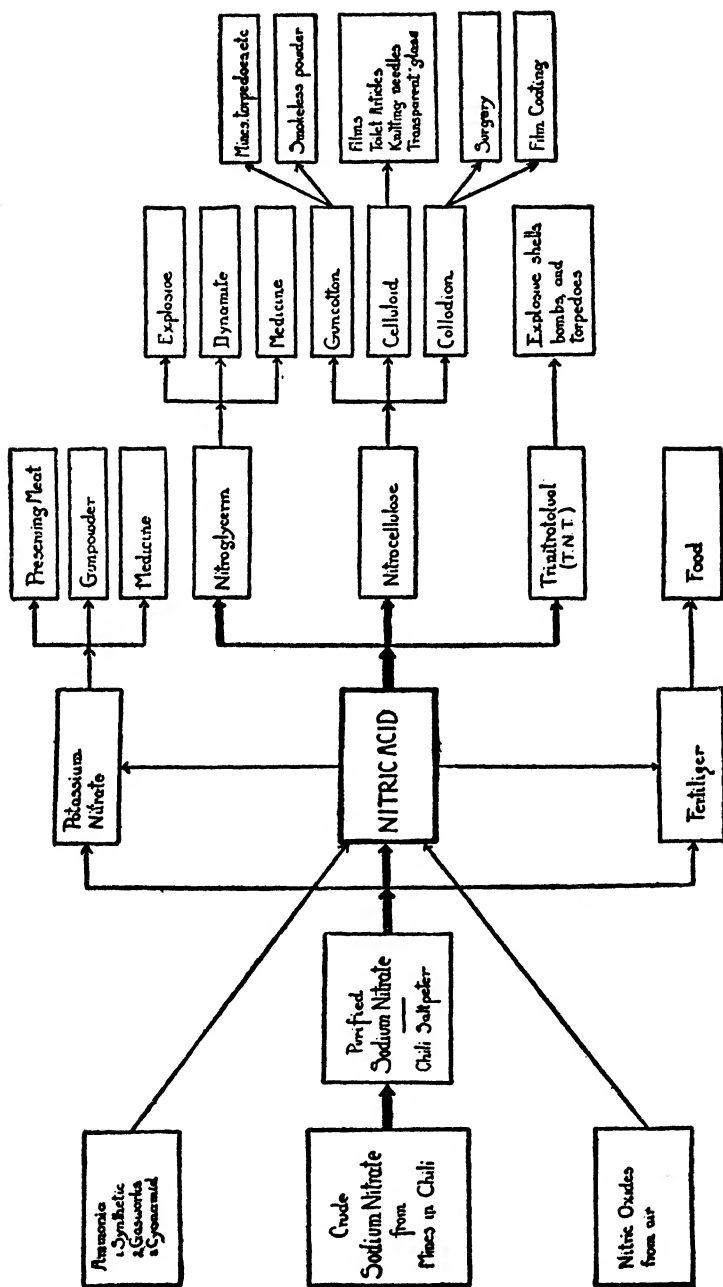 Ammonia
1. Synthetic
2. Gasworks
3. Cyanamid
Crude
Sodium Nitrate
from
Mines in Chili
Nitric Oxides
from air
Purified
Sodium Nitrate
Chili Saltpeter
Potassium
Nitrate
NITRIC ACID
Fertilizer
Preserving Meat
Gunpowder
Medicine
Nitroglycerin
Nitrocellulose
Trinitrotoluol
(T.N.T.)
Food
Explosive
Dynamite
Medicine
Guncotton
Celluloid
Collodion
Explosive shells
bombs, and
torpedoes
Mines, torpedoes, etc
Smokeless powder
Films
Toilet Articles
Knitting needles
Transparent glass
Surgery
Film Coating